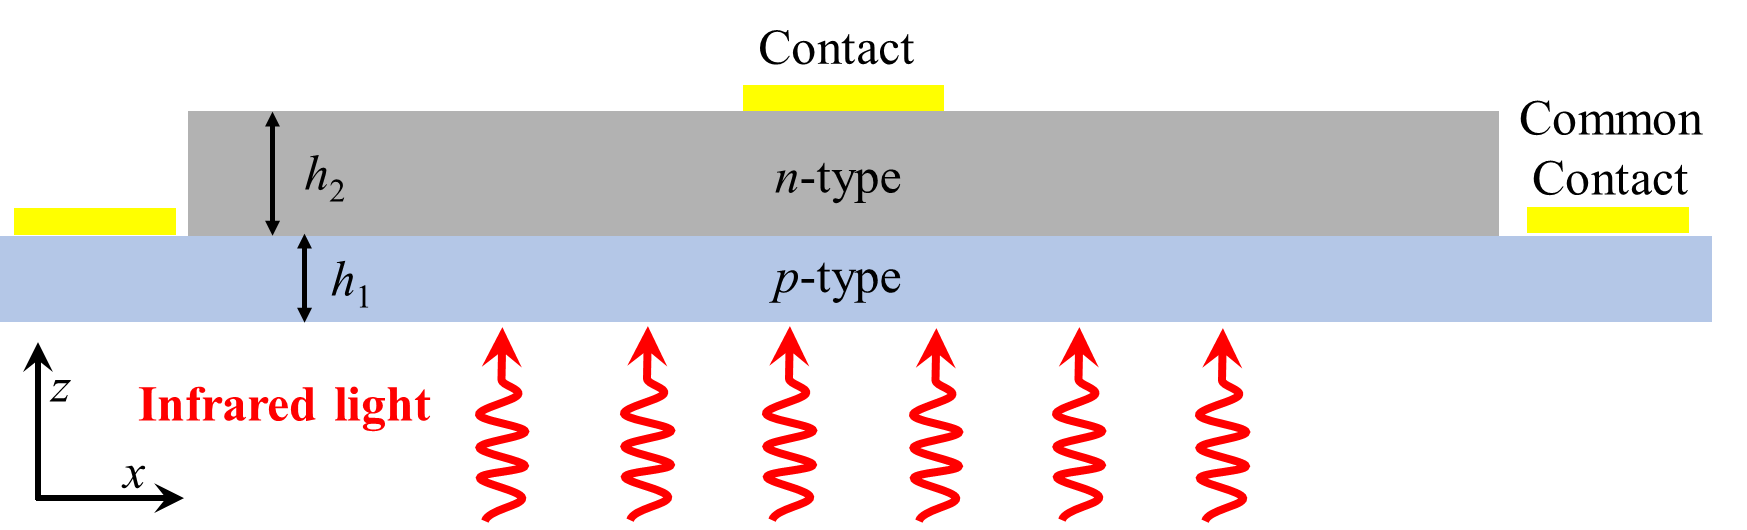 Contact
Common
Contact
h2
n-type
h1
p-type
z
Infrared light
x